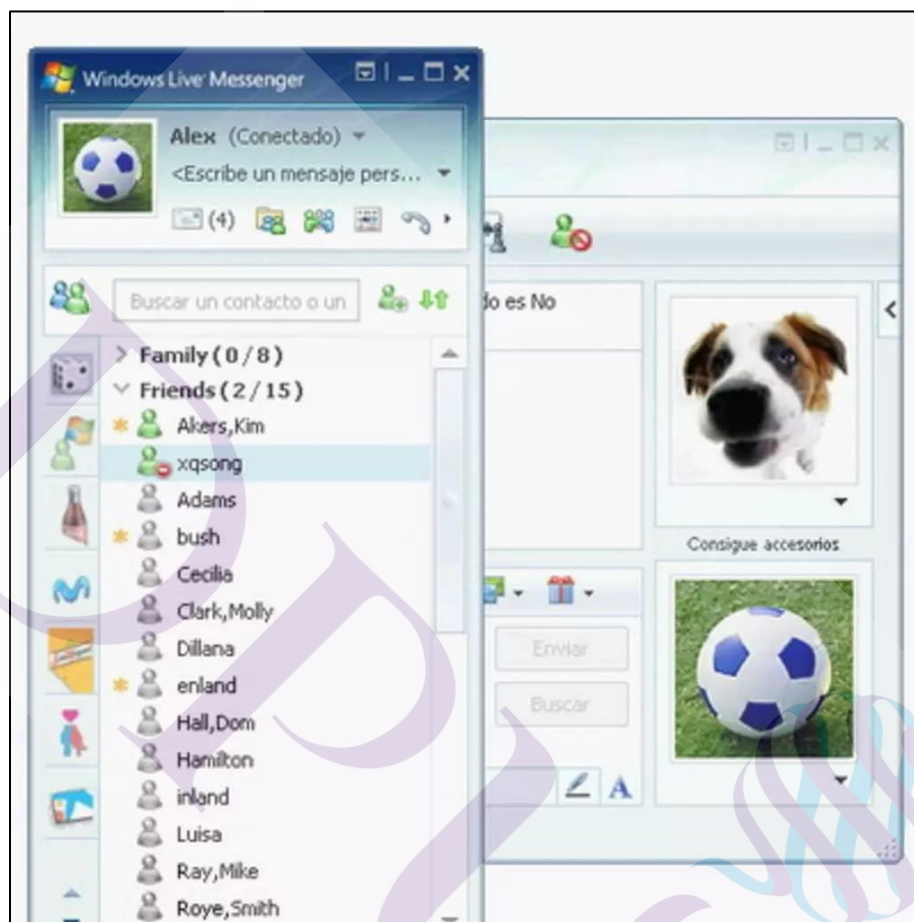 Windows Live Messenger
Alex (Conectado)
<Escribe un mensaje pers...
(4)
Buscar un contacto o un
Family ( 0 / 8 )
Friends ( 2 / 15 )
Akers,Kim
xqsong
Adams
bush
Cecilia
Clark,Molly
Dillana
enland
Hall,Dom
Hamilton
inland
Luisa
Ray,Mike
Roye,Smith
do es No
Consigue accesorios
Enviar
Buscar
A